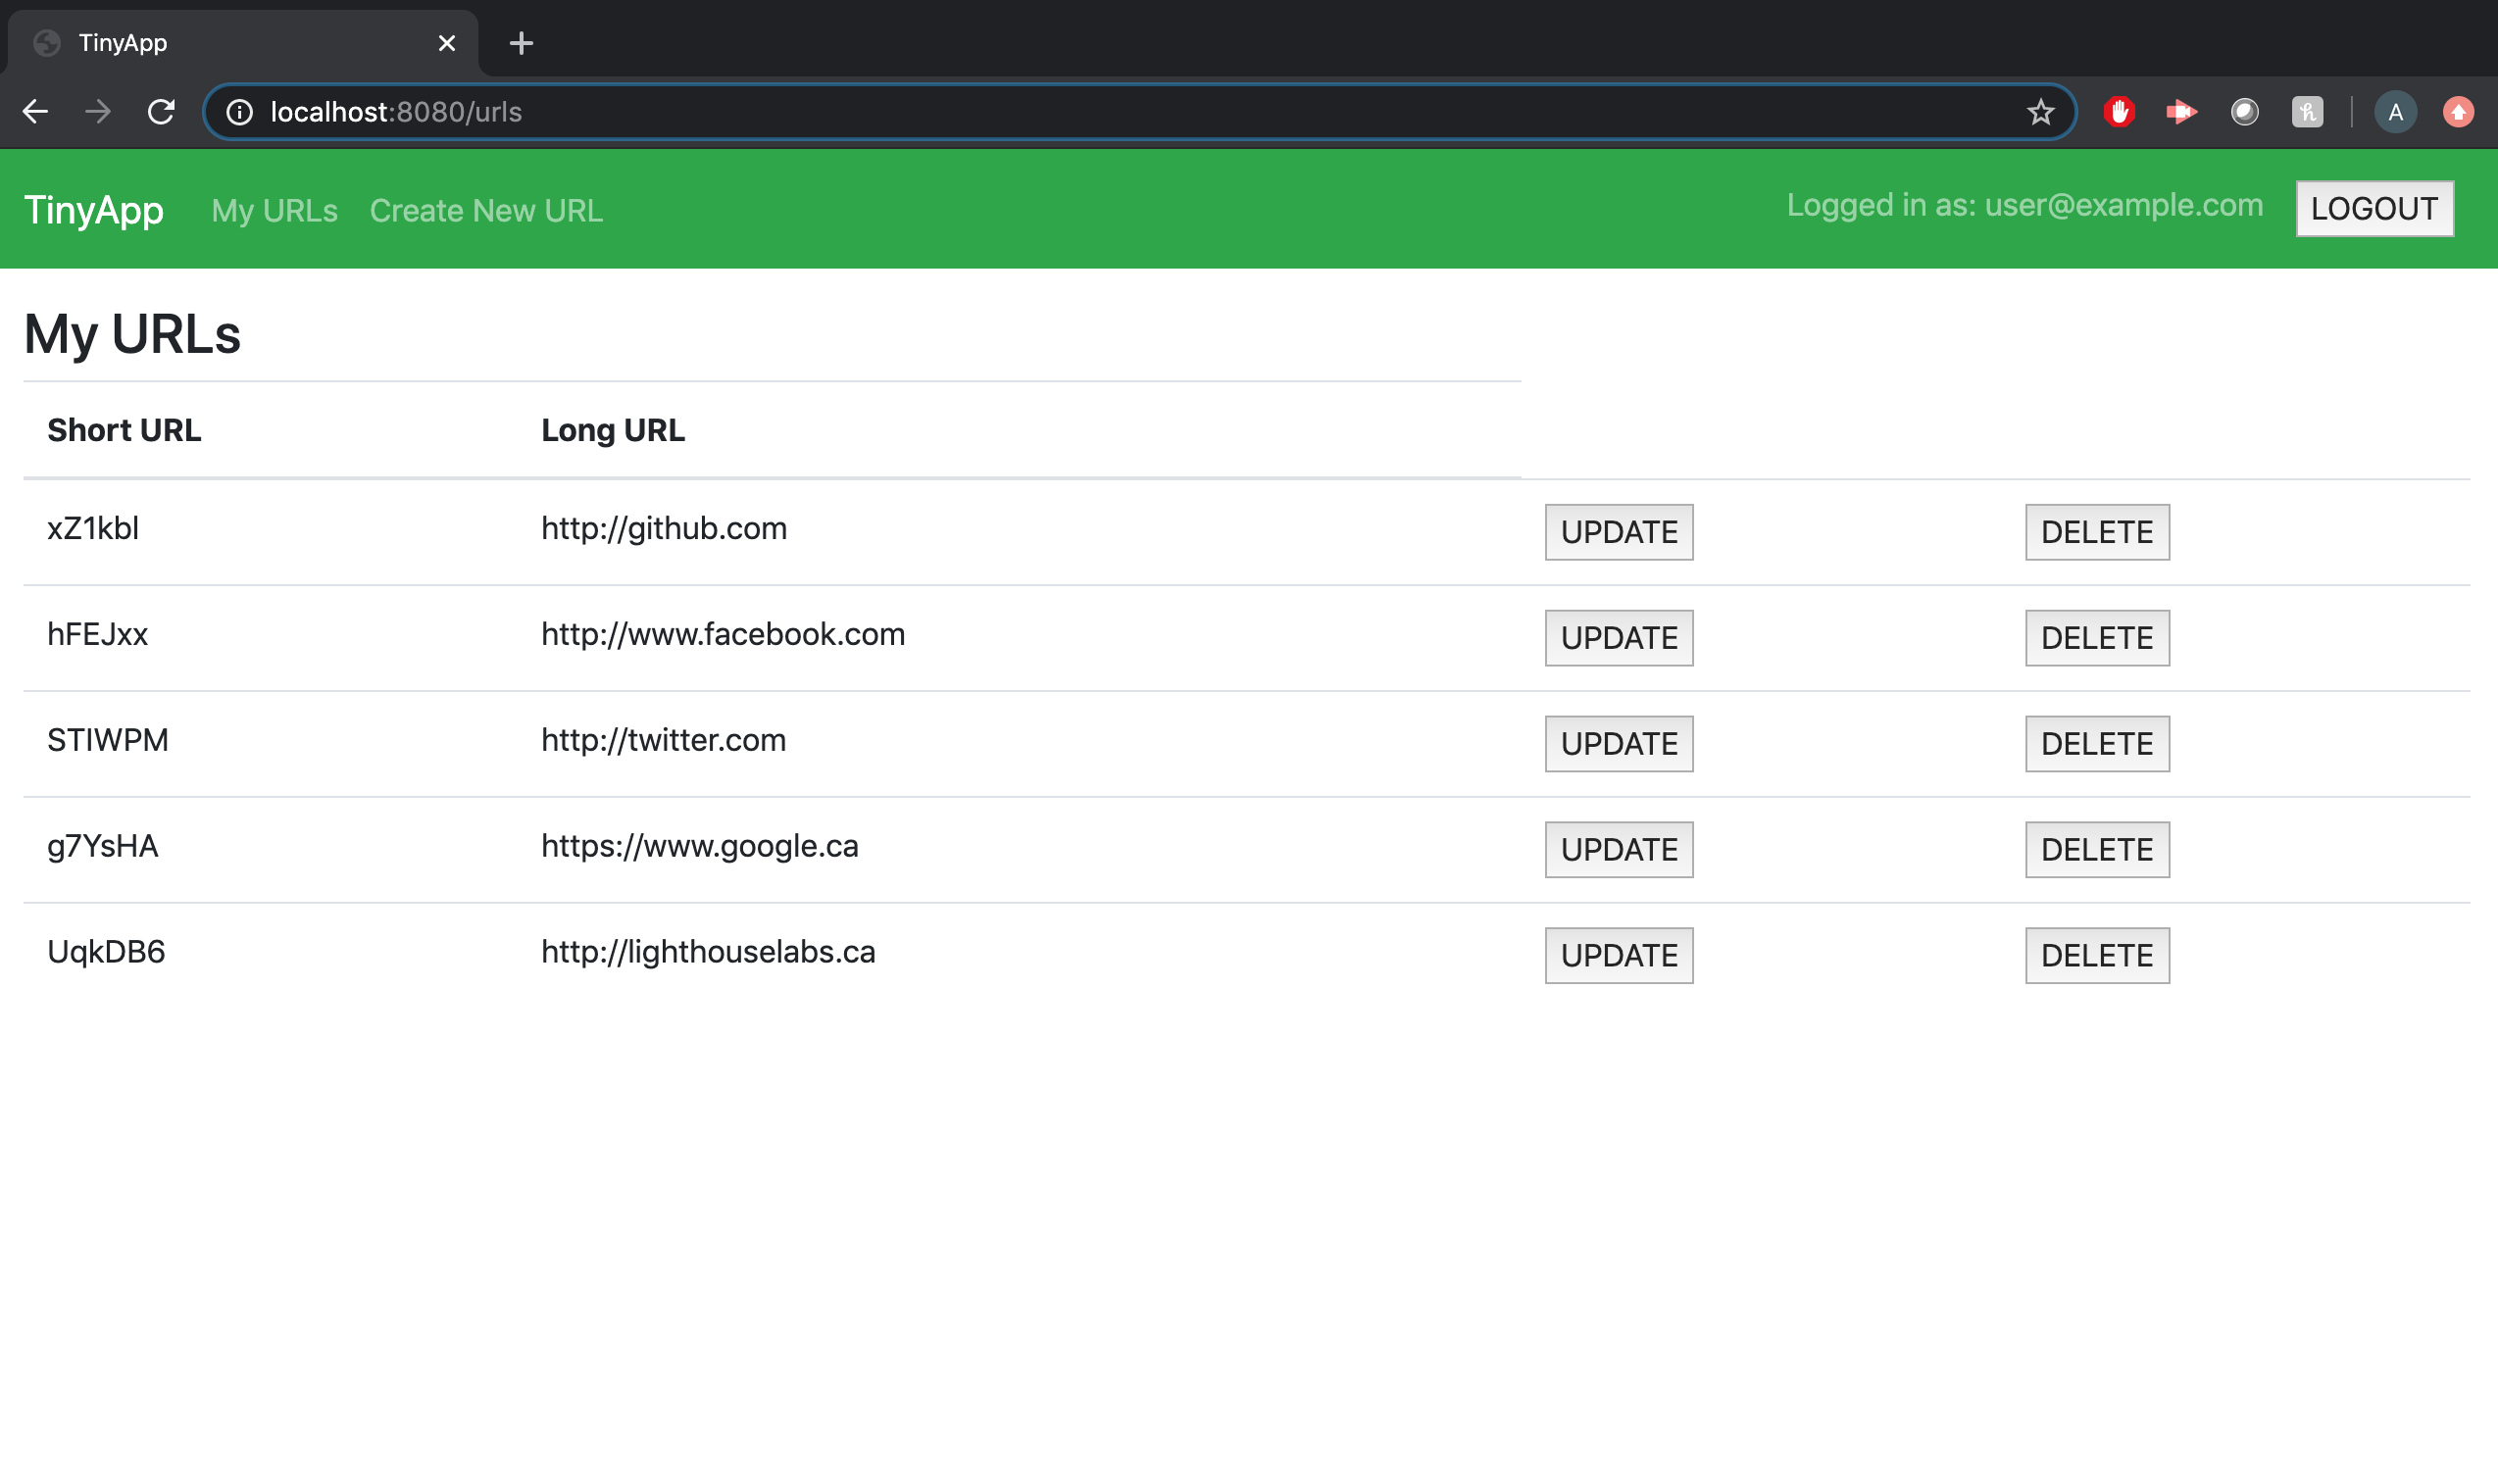 TinyApp
localhost:8080/urls
A
TinyApp My URLs Create New URL Logged in as: user@example.com LOGOUT
My URLs
Short URL Long URL
xZ1kbl http://github.com UPDATE DELETE
hFEJxx http://www.facebook.com UPDATE DELETE
STIWPM http://twitter.com UPDATE DELETE
g7YsHA https://www.google.ca UPDATE DELETE
UqkDB6 http://lighthouselabs.ca UPDATE DELETE